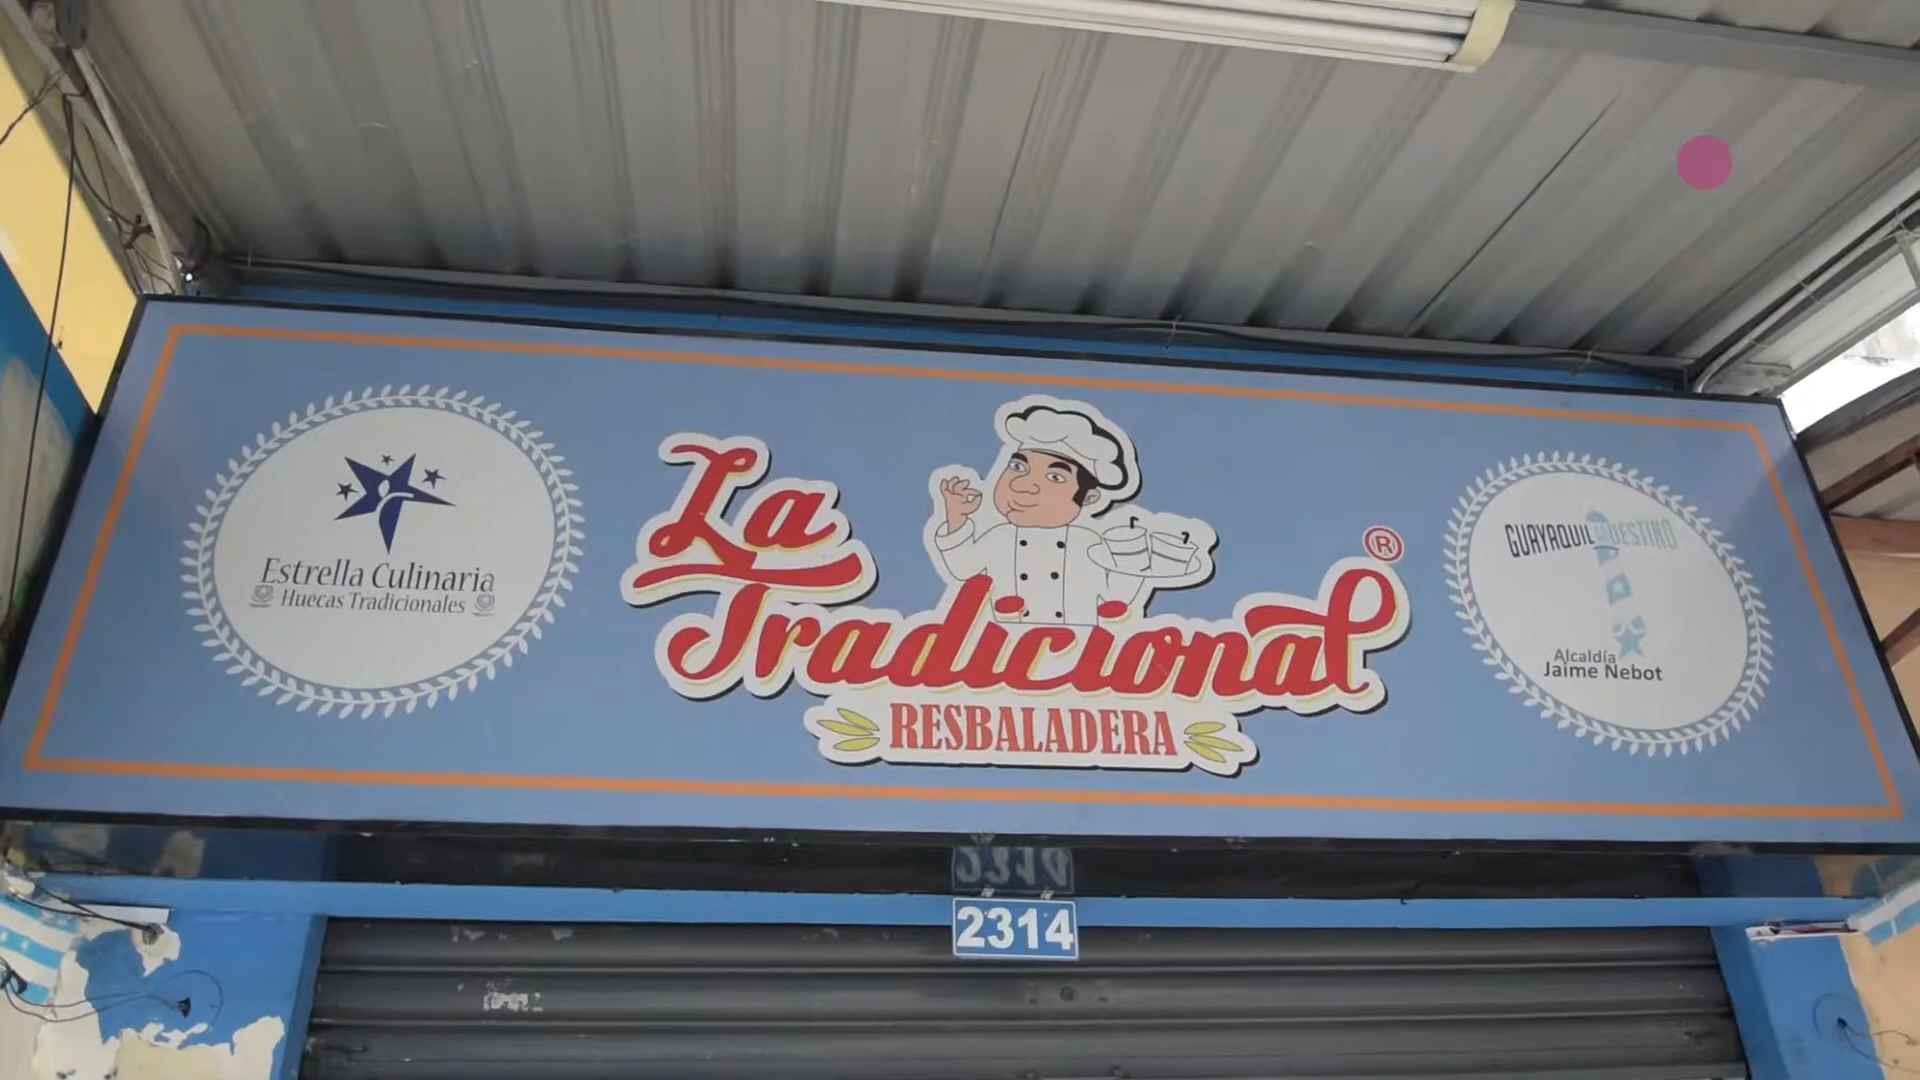 Estrella Culinaria
Huecas Tradicionales
La
Tradicional
®
RESBALADERA
GUAYAQUIL ES MI DESTINO
Alcaldía
Jaime Nebot
2314